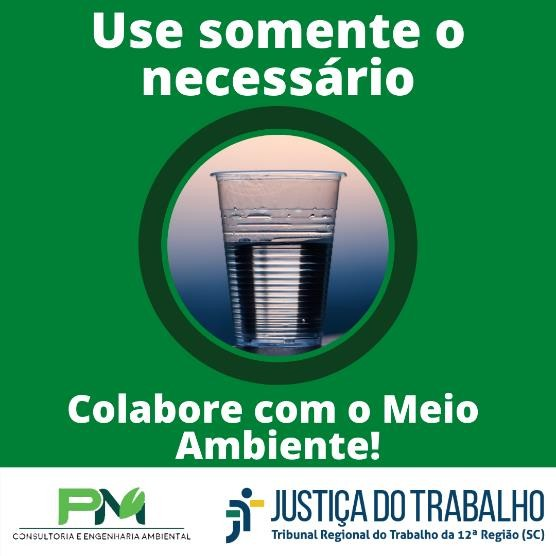 Use somente o
necessário
Colabore com o Meio
Ambiente!
PM
CONSULTORIA E ENGENHARIA AMBIENTAL
JUSTIÇA DO TRABALHO
Tribunal Regional do Trabalho da 12ª Região (SC)